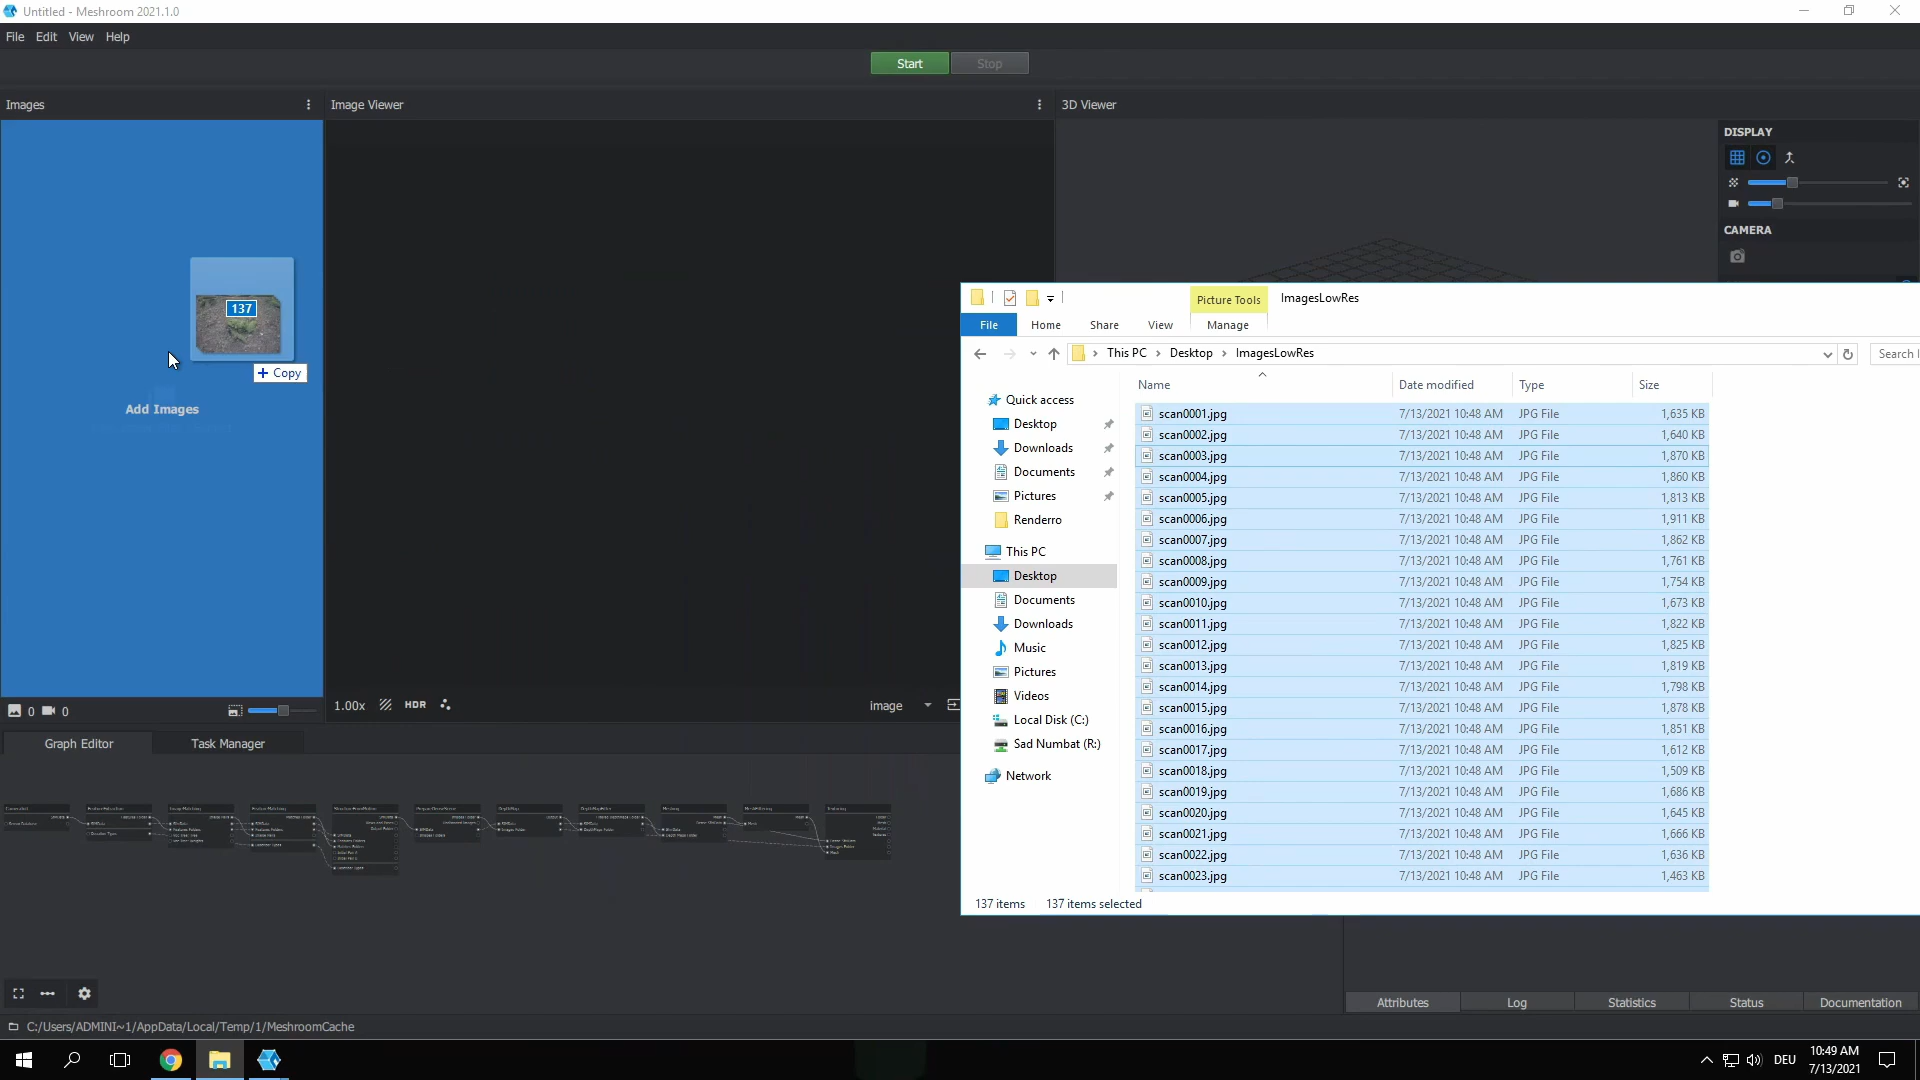 Untitled - Meshroom 2021.1.0
File Edit View Help
Start Stop
Images
Image Viewer
3D Viewer
DISPLAY
CAMERA
137
+ Copy
Add Images
0 0
1.00x HDR image
Graph Editor Task Manager
C:/Users/ADMINI~1/AppData/Local/Temp/1/MeshroomCache
Attributes Log Statistics Status Documentation
Picture Tools ImagesLowRes
File Home Share View Manage
This PC > Desktop > ImagesLowRes
Search
Name Date modified Type Size
Quick access
Desktop
Downloads
Documents
Pictures
Renderro
This PC
Desktop
Documents
Downloads
Music
Pictures
Videos
Local Disk (C:)
Sad Numbat (R:)
Network
scan0001.jpg 7/13/2021 10:48 AM JPG File 1,635 KB
scan0002.jpg 7/13/2021 10:48 AM JPG File 1,640 KB
scan0003.jpg 7/13/2021 10:48 AM JPG File 1,870 KB
scan0004.jpg 7/13/2021 10:48 AM JPG File 1,860 KB
scan0005.jpg 7/13/2021 10:48 AM JPG File 1,813 KB
scan0006.jpg 7/13/2021 10:48 AM JPG File 1,911 KB
scan0007.jpg 7/13/2021 10:48 AM JPG File 1,862 KB
scan0008.jpg 7/13/2021 10:48 AM JPG File 1,761 KB
scan0009.jpg 7/13/2021 10:48 AM JPG File 1,754 KB
scan0010.jpg 7/13/2021 10:48 AM JPG File 1,673 KB
scan0011.jpg 7/13/2021 10:48 AM JPG File 1,822 KB
scan0012.jpg 7/13/2021 10:48 AM JPG File 1,825 KB
scan0013.jpg 7/13/2021 10:48 AM JPG File 1,819 KB
scan0014.jpg 7/13/2021 10:48 AM JPG File 1,798 KB
scan0015.jpg 7/13/2021 10:48 AM JPG File 1,878 KB
scan0016.jpg 7/13/2021 10:48 AM JPG File 1,851 KB
scan0017.jpg 7/13/2021 10:48 AM JPG File 1,612 KB
scan0018.jpg 7/13/2021 10:48 AM JPG File 1,509 KB
scan0019.jpg 7/13/2021 10:48 AM JPG File 1,686 KB
scan0020.jpg 7/13/2021 10:48 AM JPG File 1,645 KB
scan0021.jpg 7/13/2021 10:48 AM JPG File 1,666 KB
scan0022.jpg 7/13/2021 10:48 AM JPG File 1,636 KB
scan0023.jpg 7/13/2021 10:48 AM JPG File 1,463 KB
137 items 137 items selected
DEU
10:49 AM
7/13/2021